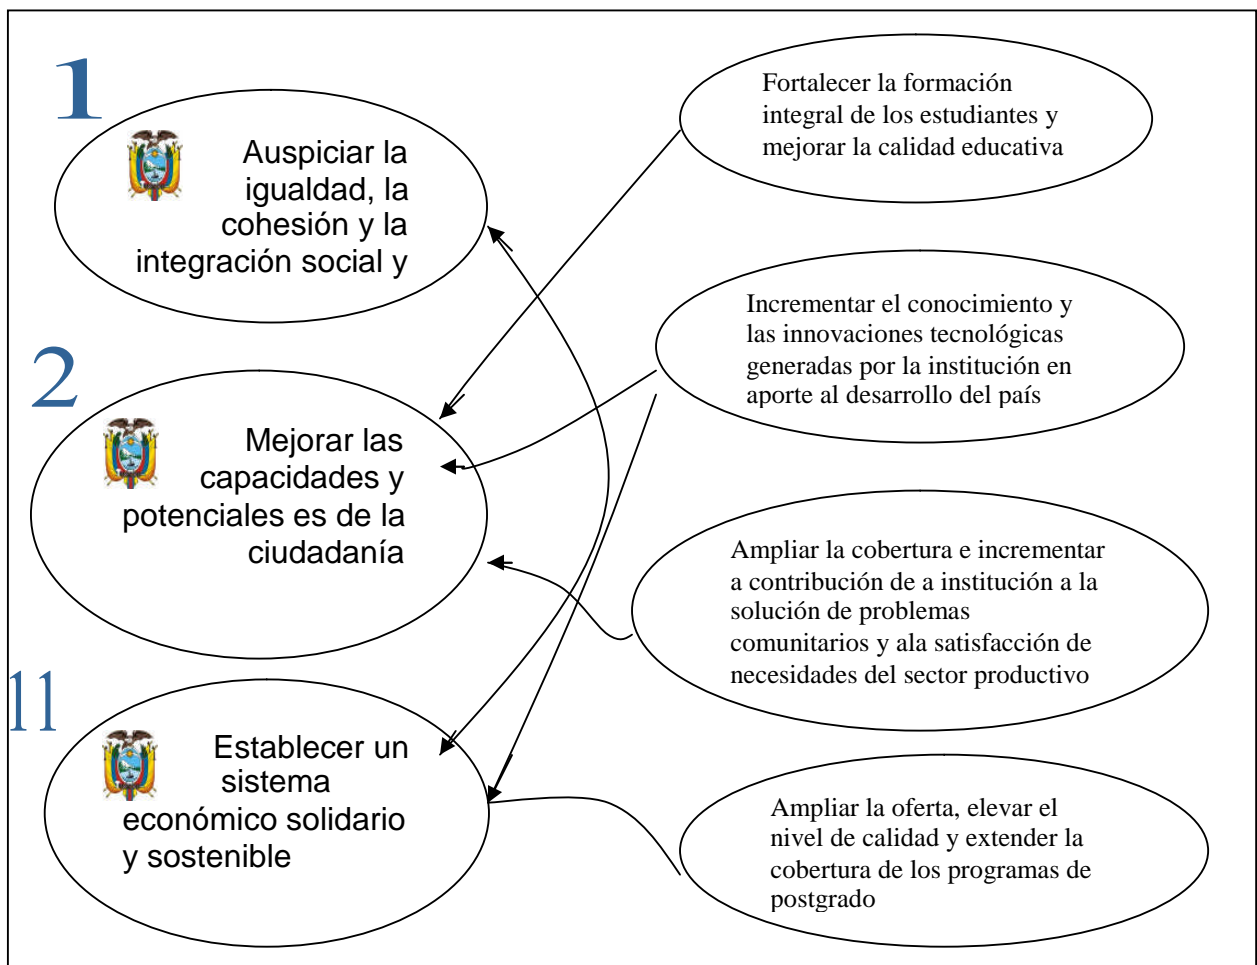 1
Auspiciar la
igualdad, la
cohesión y la
integración social y
2
Mejorar las
capacidades y
potenciales es de la
ciudadanía
11
Establecer un
sistema
económico solidario
y sostenible
Fortalecer la formación
integral de los estudiantes y
mejorar la calidad educativa
Incrementar el conocimiento y
las innovaciones tecnológicas
generadas por la institución en
aporte al desarrollo del país
Ampliar la cobertura e incrementar
a contribución de a institución a la
solución de problemas
comunitarios y ala satisfacción de
necesidades del sector productivo
Ampliar la oferta, elevar el
nivel de calidad y extender la
cobertura de los programas de
postgrado